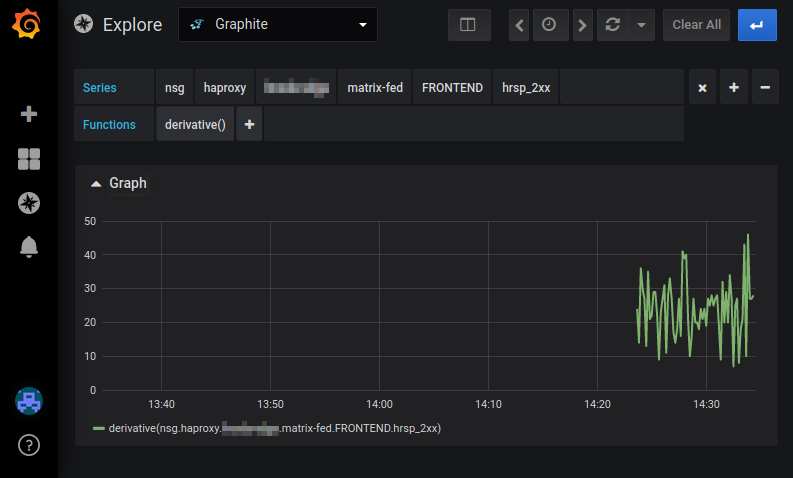 Explore Graphite Clear All
Series nsg haproxy matrix-fed FRONTEND hrsp_2xx
Functions derivative()
Graph
50
40
30
20
10
0
13:40 13:50 14:00 14:10 14:20 14:30
derivative(nsg.haproxy. .matrix-fed.FRONTEND.hrsp_2xx)